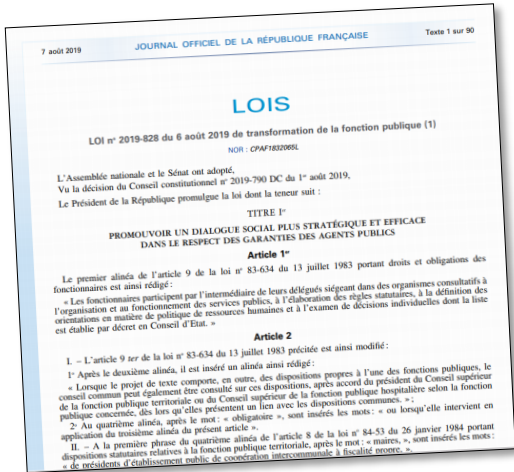 7 août 2019
JOURNAL OFFICIEL DE LA RÉPUBLIQUE FRANÇAISE
Texte 1 sur 90
LOIS
LOI nº 2019-828 du 6 août 2019 de transformation de la fonction publique (1)
NOR : CPAF1832065L
L'Assemblée nationale et le Sénat ont adopté,
Vu la décision du Conseil constitutionnel nº 2019-790 DC du 1er août 2019,
Le Président de la République promulgue la loi dont la teneur suit :
TITRE Ier
PROMOUVOIR UN DIALOGUE SOCIAL PLUS STRATÉGIQUE ET EFFICACE
DANS LE RESPECT DES GARANTIES DES AGENTS PUBLICS
Article 1er
Le premier alinéa de l'article 9 de la loi nº 83-634 du 13 juillet 1983 portant droits et obligations des
fonctionnaires est ainsi rédigé :
« Les fonctionnaires participent par l'intermédiaire de leurs délégués siégeant dans des organismes consultatifs à
l'organisation et au fonctionnement des services publics, à l'élaboration des règles statutaires, à la définition des
orientations en matière de politique de ressources humaines et à l'examen de décisions individuelles dont la liste
est établie par décret en Conseil d'Etat. »
Article 2
I. – L'article 9 ter de la loi nº 83-634 du 13 juillet 1983 précitée est ainsi modifié :
1º Après le deuxième alinéa, il est inséré un alinéa ainsi rédigé :
« Lorsque le projet de texte comporte, en outre, des dispositions propres à l'une des fonctions publiques, le
conseil commun peut également être consulté sur ces dispositions, après accord du président du Conseil supérieur
de la fonction publique territoriale ou du Conseil supérieur de la fonction publique hospitalière selon la fonction
publique concernée, dès lors qu'elles présentent un lien avec les dispositions communes. » ;
2º Au quatrième alinéa, après le mot : « obligatoire », sont insérés les mots : « ou lorsqu'elle intervient en
application du troisième alinéa du présent article ».
II. – A la première phrase du quatrième alinéa de l'article 8 de la loi nº 84-53 du 26 janvier 1984 portant
dispositions statutaires relatives à la fonction publique territoriale, après le mot : « maires, », sont insérés les mots :
« de présidents d'établissement public de coopération intercommunale à fiscalité propre, ».